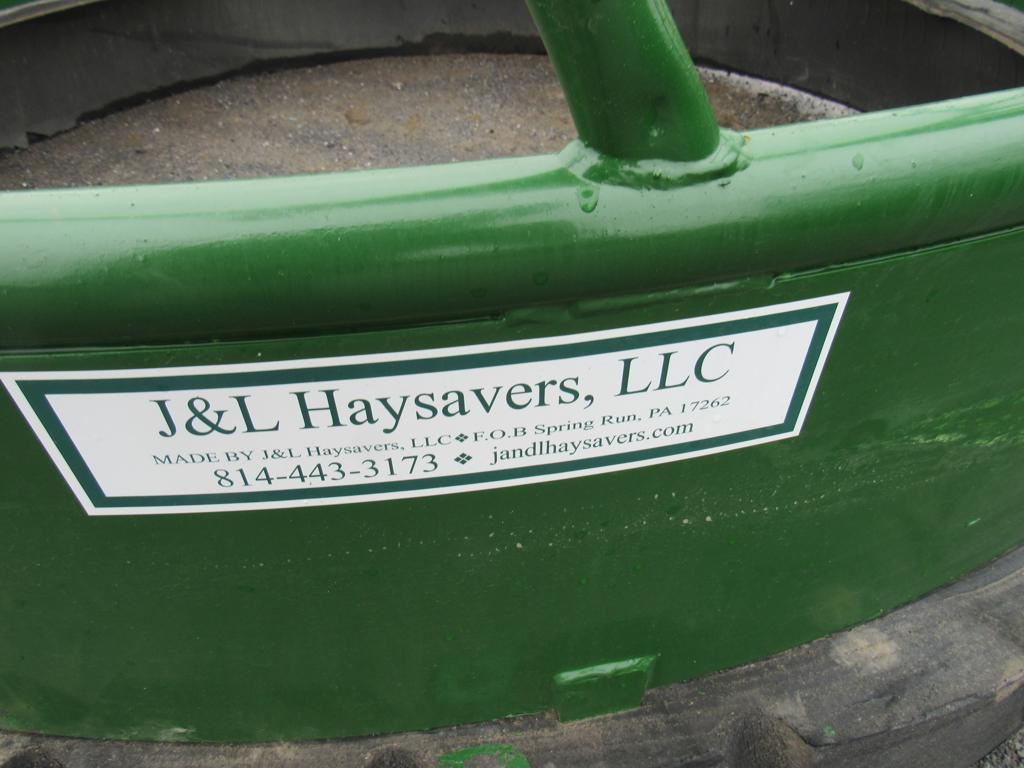 J&L Haysavers, LLC
MADE BY J&L Haysavers, LLC❖F.O.B Spring Run, PA 17262
814-443-3173 ❖ jandlhaysavers.com